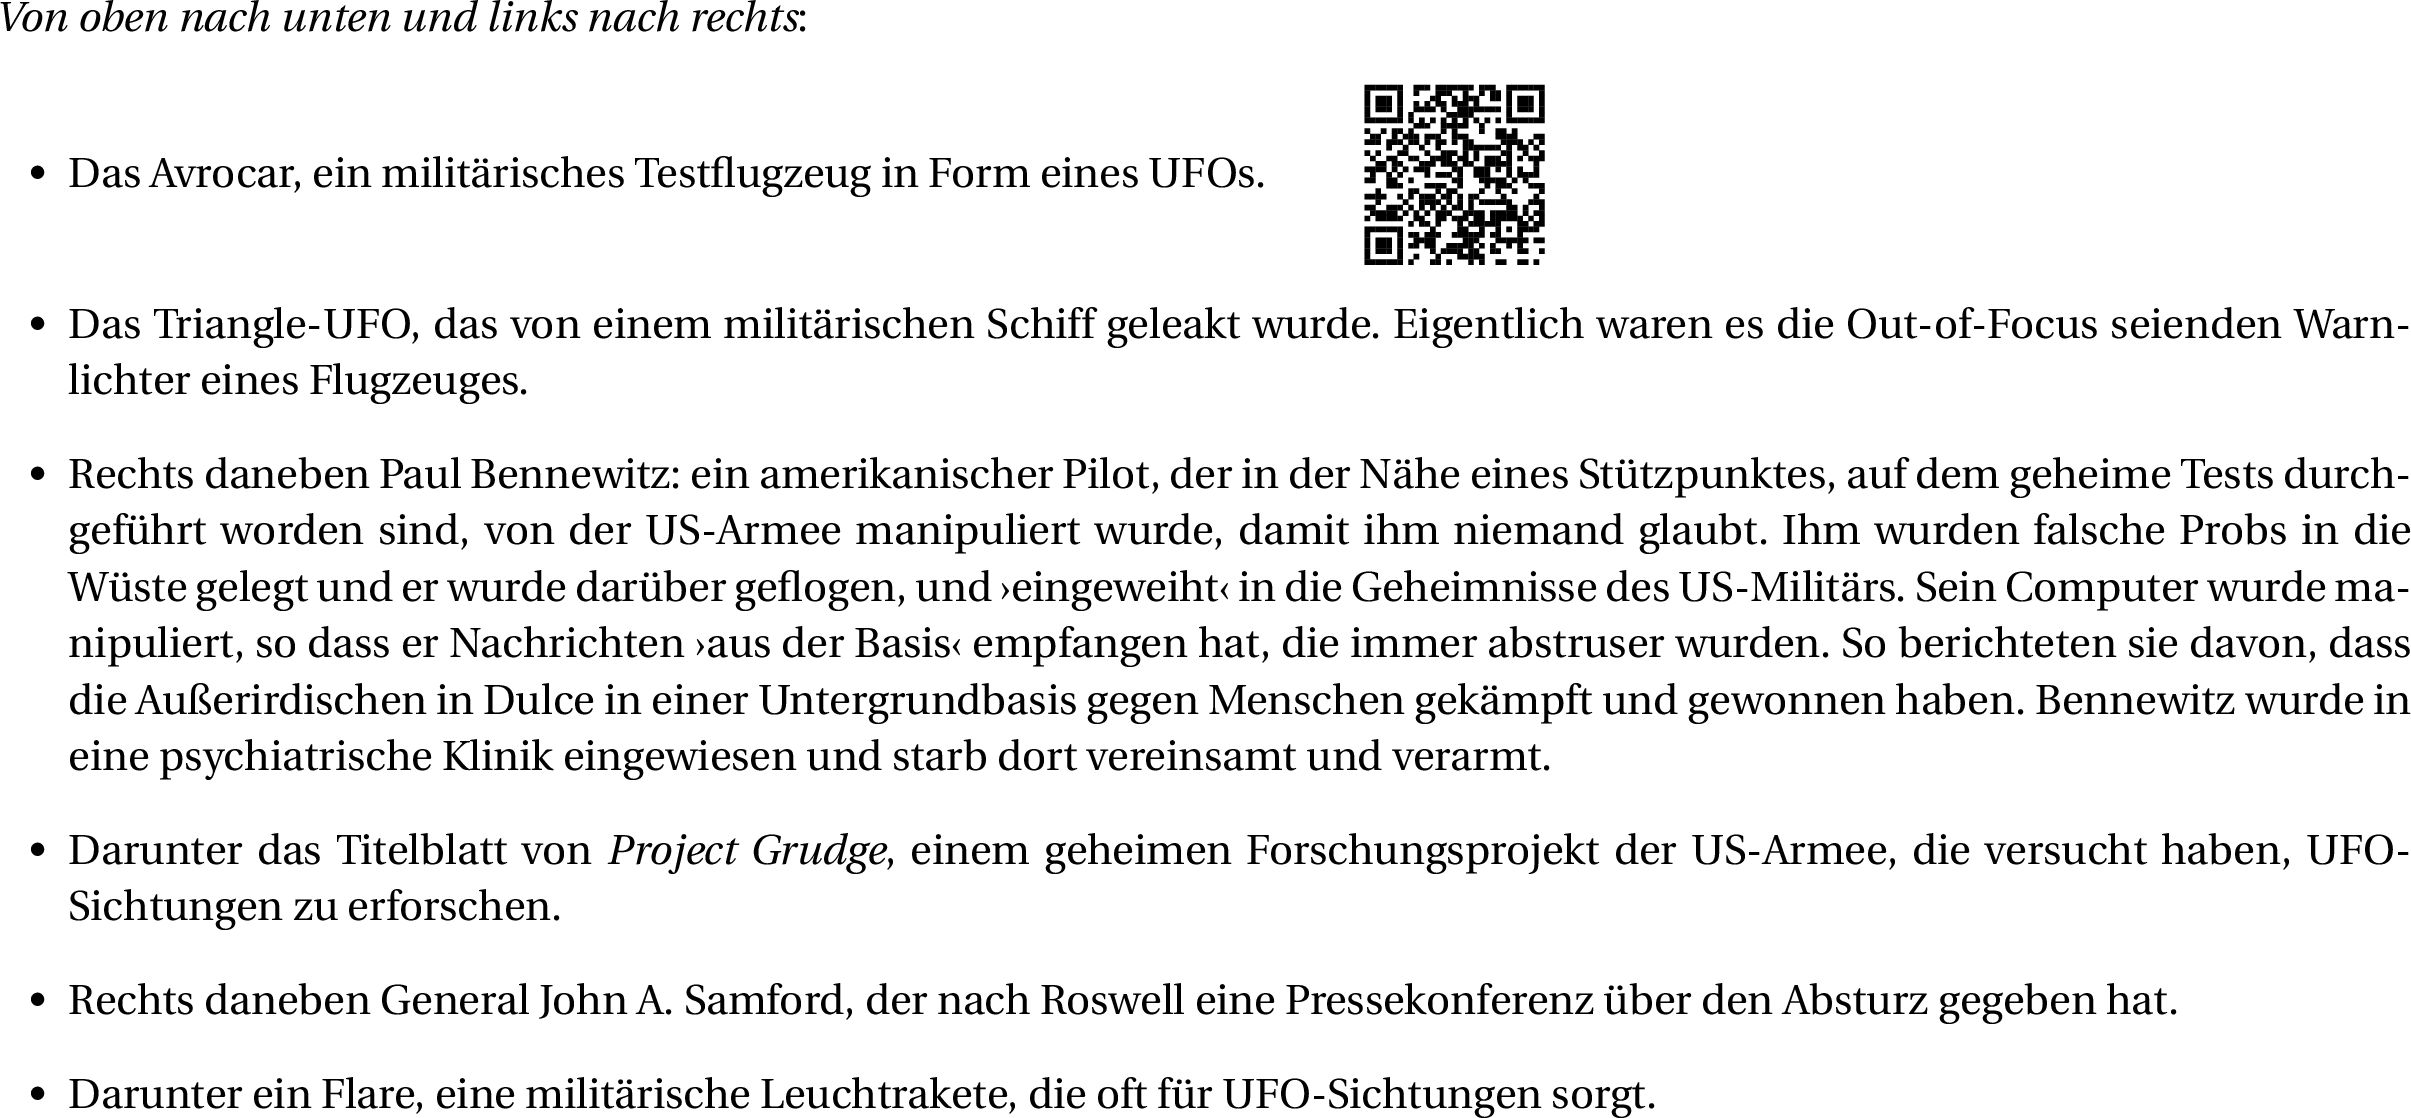 Von oben nach unten und links nach rechts:
• Das Avrocar, ein militärisches Testflugzeug in Form eines UFOs.
• Das Triangle-UFO, das von einem militärischen Schiff geleakt wurde. Eigentlich waren es die Out-of-Focus seienden Warn-
lichter eines Flugzeuges.
• Rechts daneben Paul Bennewitz: ein amerikanischer Pilot, der in der Nähe eines Stützpunktes, auf dem geheime Tests durch-
geführt worden sind, von der US-Armee manipuliert wurde, damit ihm niemand glaubt. Ihm wurden falsche Probs in die
Wüste gelegt und er wurde darüber geflogen, und ›eingeweiht‹ in die Geheimnisse des US-Militärs. Sein Computer wurde ma-
nipuliert, so dass er Nachrichten ›aus der Basis‹ empfangen hat, die immer abstruser wurden. So berichteten sie davon, dass
die Außerirdischen in Dulce in einer Untergrundbasis gegen Menschen gekämpft und gewonnen haben. Bennewitz wurde in
eine psychiatrische Klinik eingewiesen und starb dort vereinsamt und verarmt.
• Darunter das Titelblatt von Project Grudge, einem geheimen Forschungsprojekt der US-Armee, die versucht haben, UFO-
Sichtungen zu erforschen.
• Rechts daneben General John A. Samford, der nach Roswell eine Pressekonferenz über den Absturz gegeben hat.
• Darunter ein Flare, eine militärische Leuchtrakete, die oft für UFO-Sichtungen sorgt.